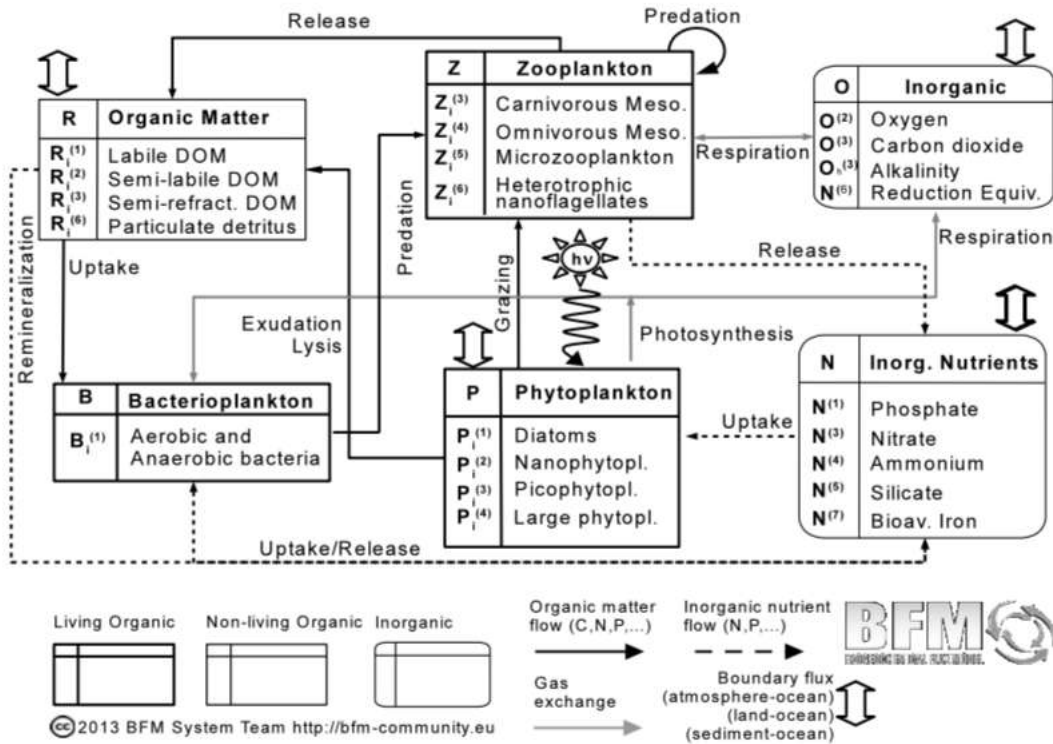 Release
Predation
Z Zooplankton
Z i (3) Carnivorous Meso.
Z i (4) Omnivorous Meso.
Z i (5) Microzooplankton
Z i (6) Heterotrophic
nanoflagellates
O Inorganic
O (2) Oxygen
O (3) Carbon dioxide
O h (3) Alkalinity
N (6) Reduction Equiv.
R Organic Matter
R i (1) Labile DOM
R i (2) Semi-labile DOM
R i (3) Semi-refract. DOM
R i (6) Particulate detritus
Respiration
Respiration
Release
Remineralization
Uptake
Predation
Exudation
Lysis
Grazing
hν
Photosynthesis
B Bacterioplankton
B i (1) Aerobic and
Anaerobic bacteria
P Phytoplankton
P i (1) Diatoms
P i (2) Nanophytopl.
P i (3) Picophytopl.
P i (4) Large phytopl.
Uptake
N Inorg. Nutrients
N (1) Phosphate
N (3) Nitrate
N (4) Ammonium
N (5) Silicate
N (7) Bioav. Iron
Uptake/Release
Living Organic
Non-living Organic
Inorganic
Organic matter
flow (C,N,P,...)
Inorganic nutrient
flow (N,P,...)
Gas
exchange
Boundary flux
(atmosphere-ocean)
(land-ocean)
(sediment-ocean)
BFM
cc 2013 BFM System Team http://bfm-community.eu